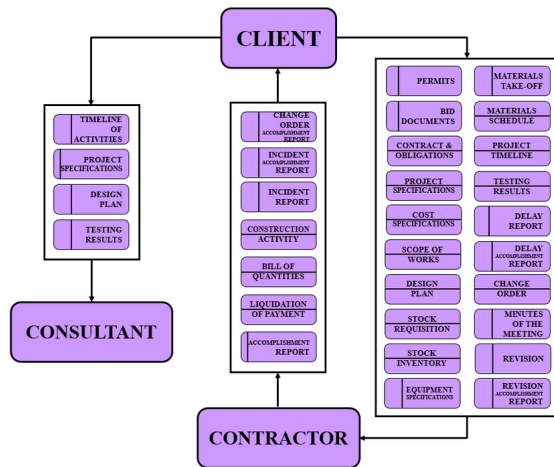 CLIENT
TIMELINE
OF
ACTIVITIES
PROJECT
SPECIFICATIONS
DESIGN
PLAN
TESTING
RESULTS
CONSULTANT
CHANGE
ORDER
ACCOMPLISHMENT
REPORT
INCIDENT
ACCOMPLISHMENT
REPORT
INCIDENT
REPORT
CONSTRUCTION
ACTIVITY
BILL OF
QUANTITIES
LIQUIDATION
OF PAYMENT
ACCOMPLISHMENT
REPORT
CONTRACTOR
PERMITS
BID
DOCUMENTS
CONTRACT &
OBLIGATIONS
PROJECT
SPECIFICATIONS
COST
SPECIFICATIONS
SCOPE OF
WORKS
DESIGN
PLAN
STOCK
REQUISITION
STOCK
INVENTORY
EQUIPMENT
SPECIFICATIONS
MATERIALS
TAKE-OFF
MATERIALS
SCHEDULE
PROJECT
TIMELINE
TESTING
RESULTS
DELAY
REPORT
DELAY
ACCOMPLISHMENT
REPORT
CHANGE
ORDER
MINUTES
OF THE
MEETING
REVISION
REVISION
ACCOMPLISHMENT
REPORT